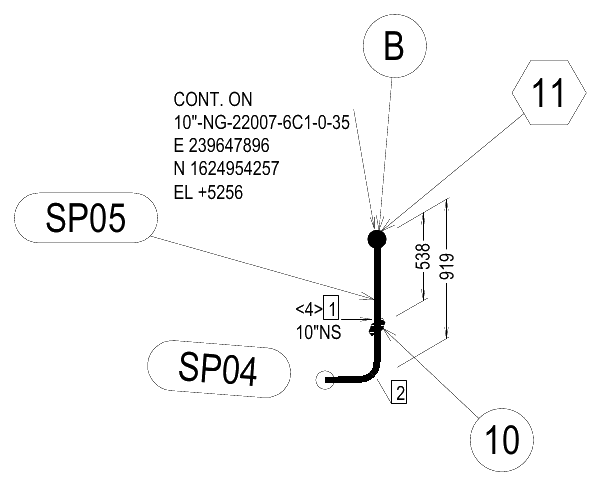 B
11
CONT. ON
10"-NG-22007-6C1-0-35
E 239647896
N 1624954257
EL +5256
SP05
538
919
<4> 1
10"NS
SP04
2
10